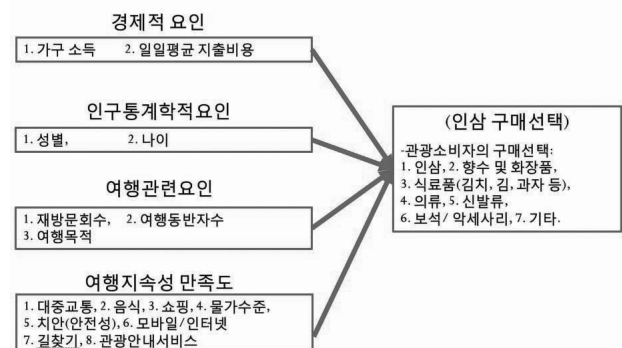 경제적 요인
1. 가구 소득 2. 일일평균 지출비용
인구통계학적요인
1. 성별, 2. 나이
여행관련요인
1. 재방문회수, 2. 여행동반자수
3. 여행목적
여행지속성 만족도
1. 대중교통, 2. 음식, 3. 쇼핑, 4. 물가수준,
5. 치안(안전성), 6. 모바일/인터넷
7. 길찾기, 8. 관광안내서비스
(인삼 구매선택)
-관광소비자의 구매선택:
1. 인삼, 2. 향수 및 화장품,
3. 식료품(김치, 김, 과자 등),
4. 의류, 5. 신발류,
6. 보석/ 악세사리, 7. 기타.